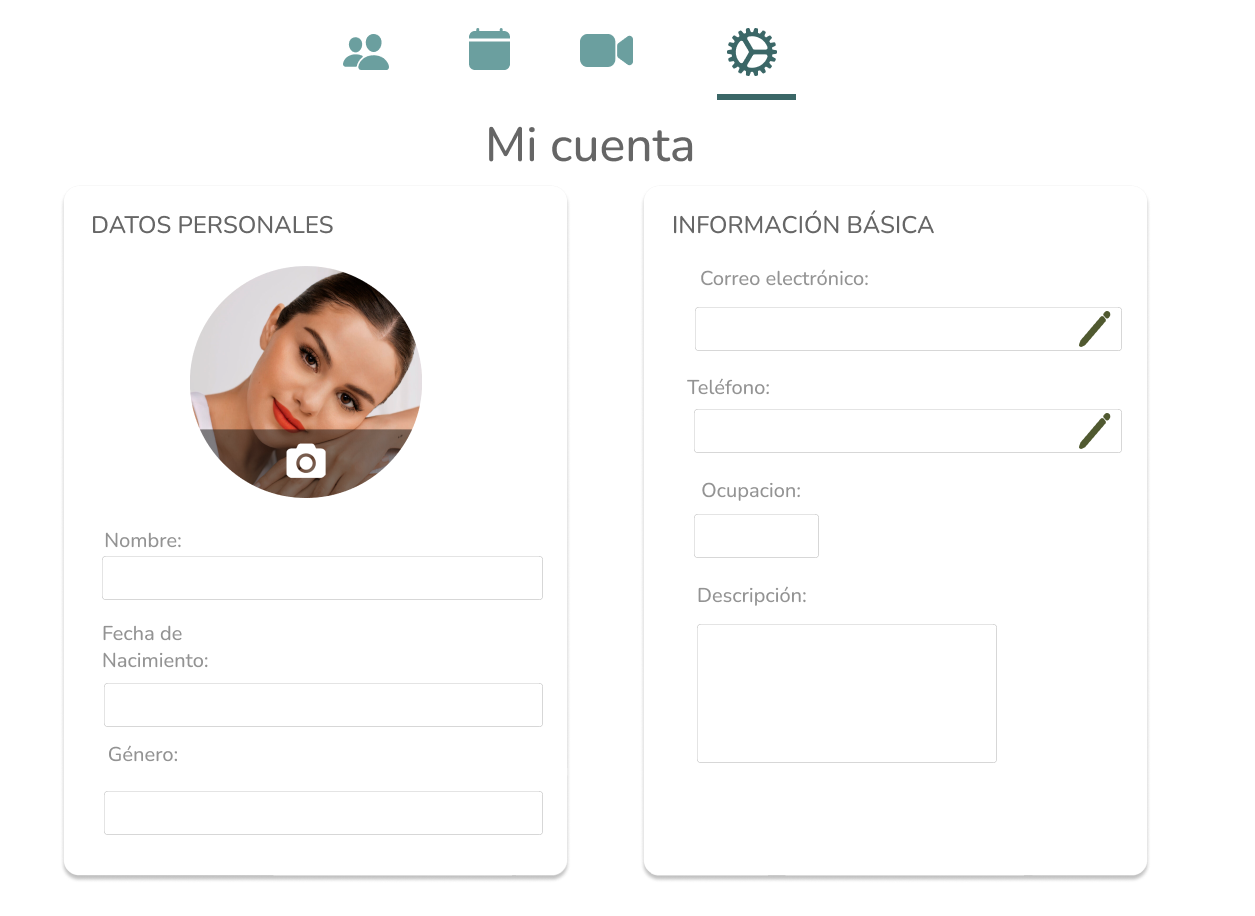 Mi cuenta
DATOS PERSONALES
Nombre:
Fecha de
Nacimiento:
Género:
INFORMACIÓN BÁSICA
Correo electrónico:
Teléfono:
Ocupacion:
Descripción: